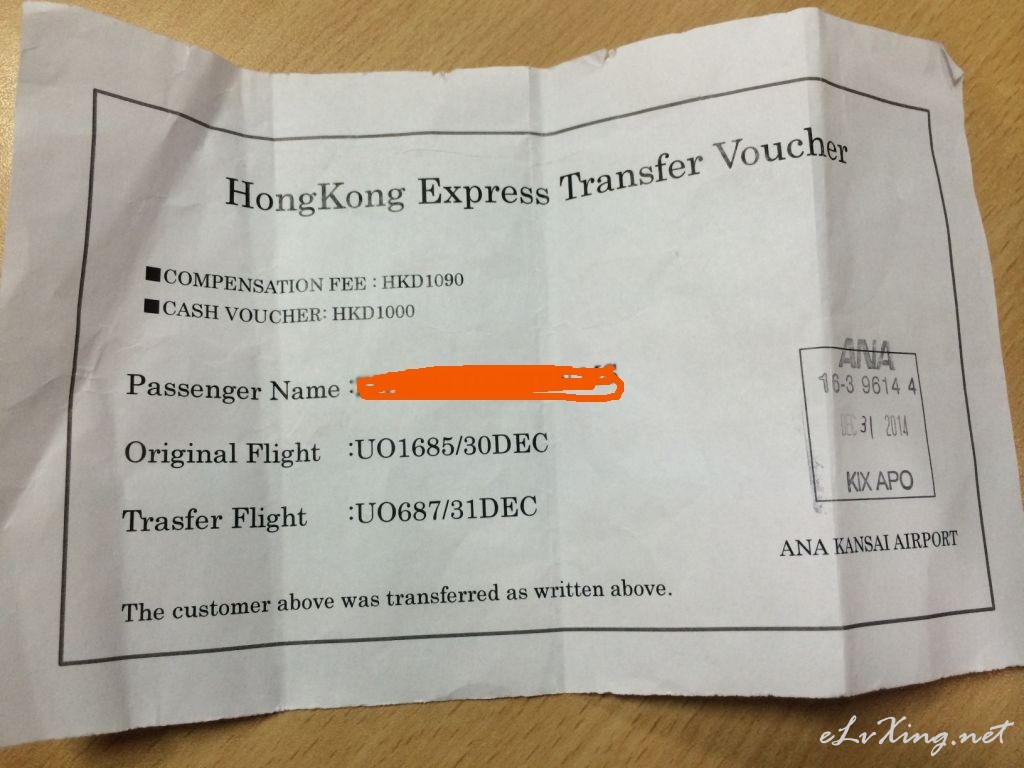 HongKong Express Transfer Voucher
■COMPENSATION FEE : HKD1090
■CASH VOUCHER: HKD1000
Passenger Name :
Original Flight :UO1685/30DEC
Trasfer Flight :UO687/31DEC
The customer above was transferred as written above.
ANA
16-3 9614 4
DEC 31 2014
KIX APO
ANA KANSAI AIRPORT
eLvXing.net